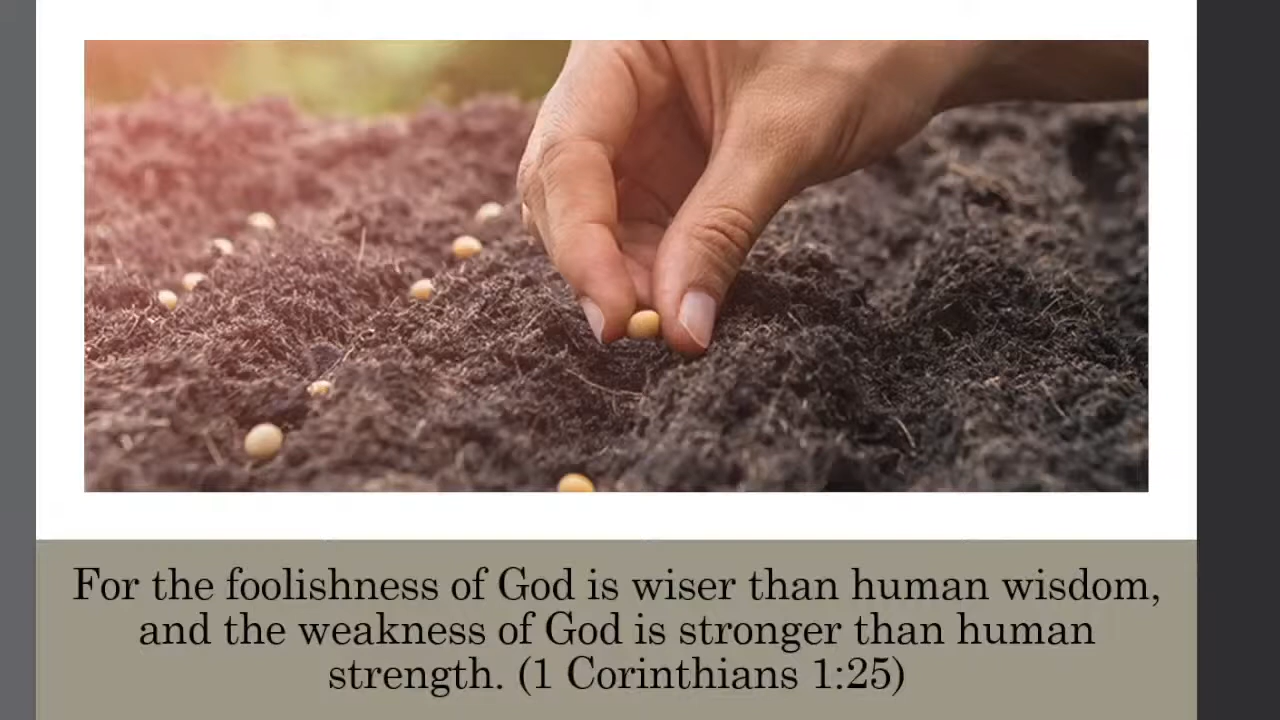 For the foolishness of God is wiser than human wisdom,
and the weakness of God is stronger than human
strength. (1 Corinthians 1:25)